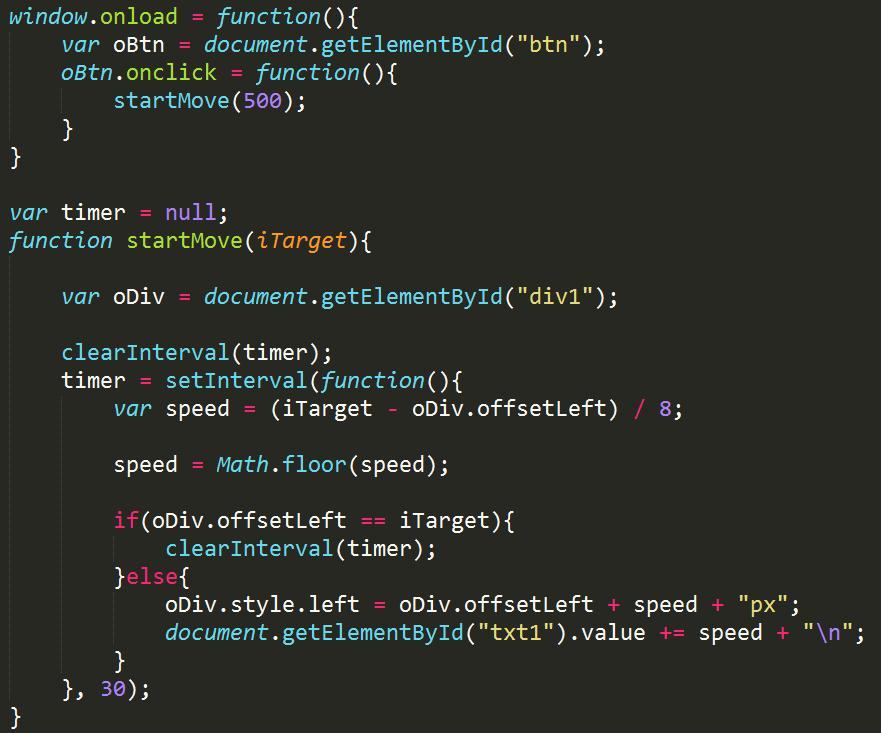 window.onload = function(){
    var oBtn = document.getElementById("btn");
    oBtn.onclick = function(){
        startMove(500);
    }
}

var timer = null;
function startMove(iTarget){

    var oDiv = document.getElementById("div1");

    clearInterval(timer);
    timer = setInterval(function(){
        var speed = (iTarget - oDiv.offsetLeft) / 8;

        speed = Math.floor(speed);

        if(oDiv.offsetLeft == iTarget){
            clearInterval(timer);
        }else{
            oDiv.style.left = oDiv.offsetLeft + speed + "px";
            document.getElementById("txt1").value += speed + "\n";
        }
    }, 30);
}